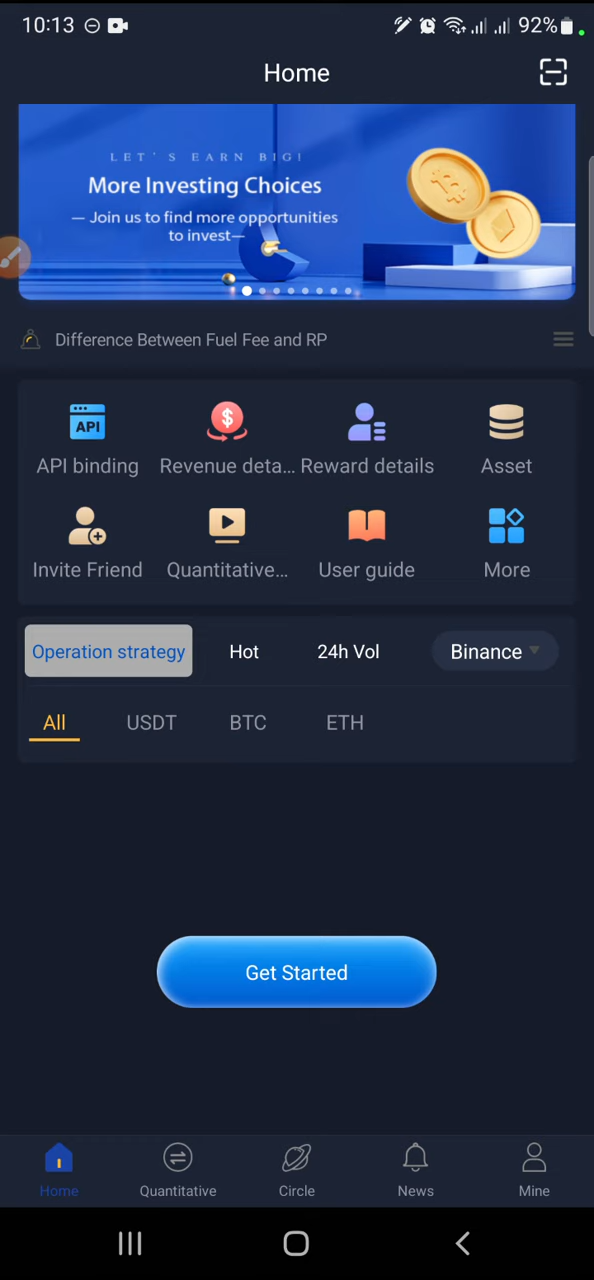 10:13
92%
Home
LET'S EARN BIG!
More Investing Choices
— Join us to find more opportunities
to invest—
Difference Between Fuel Fee and RP
API
API binding
Revenue deta...
Reward details
Asset
Invite Friend
Quantitative...
User guide
More
Operation strategy
Hot
24h Vol
Binance
All
USDT
BTC
ETH
Get Started
Home
Quantitative
Circle
News
Mine